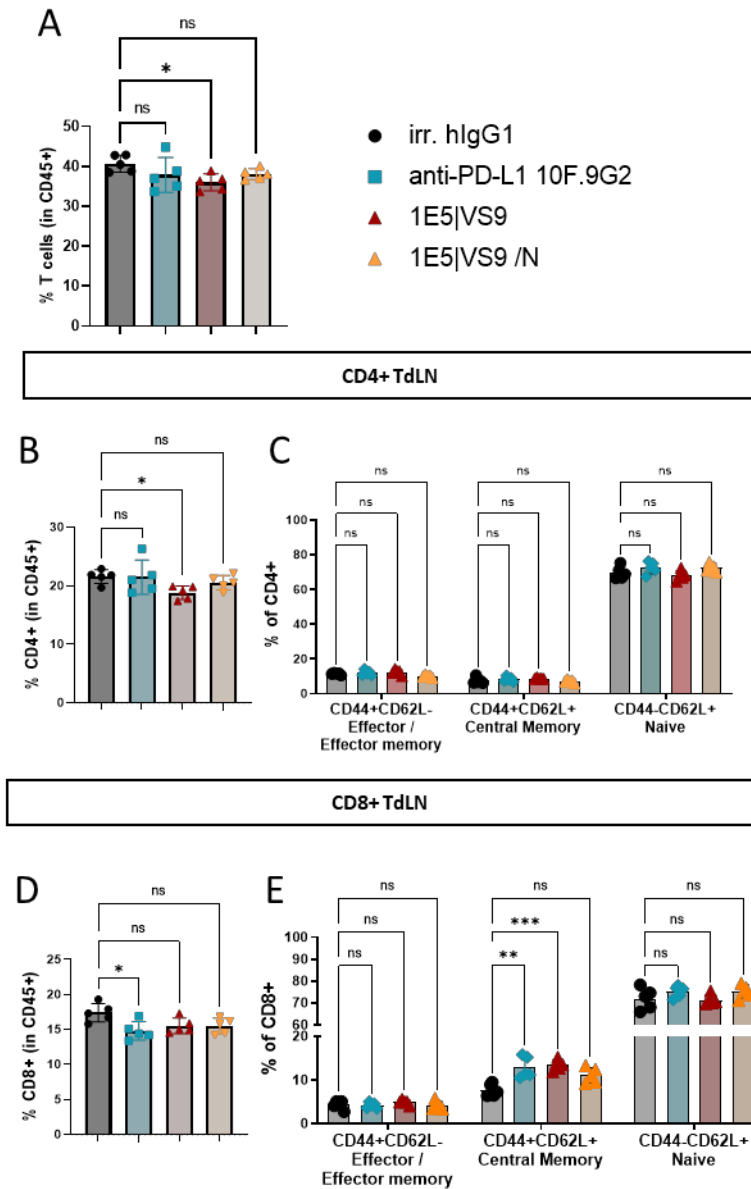 A
ns
*
ns
% T cells (in CD45+)
50
40
30
20
10
0
irr. hIgG1
anti-PD-L1 10F.9G2
1E5|VS9
1E5|VS9 /N
CD4+ TdLN
B
ns
*
ns
% CD4+ (in CD45+)
30
20
10
0
C
ns ns ns
ns ns ns
ns ns ns
% of CD4+
100
80
60
40
20
0
CD44+CD62L- CD44+CD62L+ CD44-CD62L+
Effector / Central Memory Naive
Effector memory
CD8+ TdLN
D
ns
ns
*
% CD8+ (in CD45+)
25
20
15
10
5
0
E
ns ns ns
ns *** ns
ns ** ns
% of CD8+
100
90
80
70
60
50
20
10
0
CD44+CD62L- CD44+CD62L+ CD44-CD62L+
Effector / Central Memory Naive
Effector memory